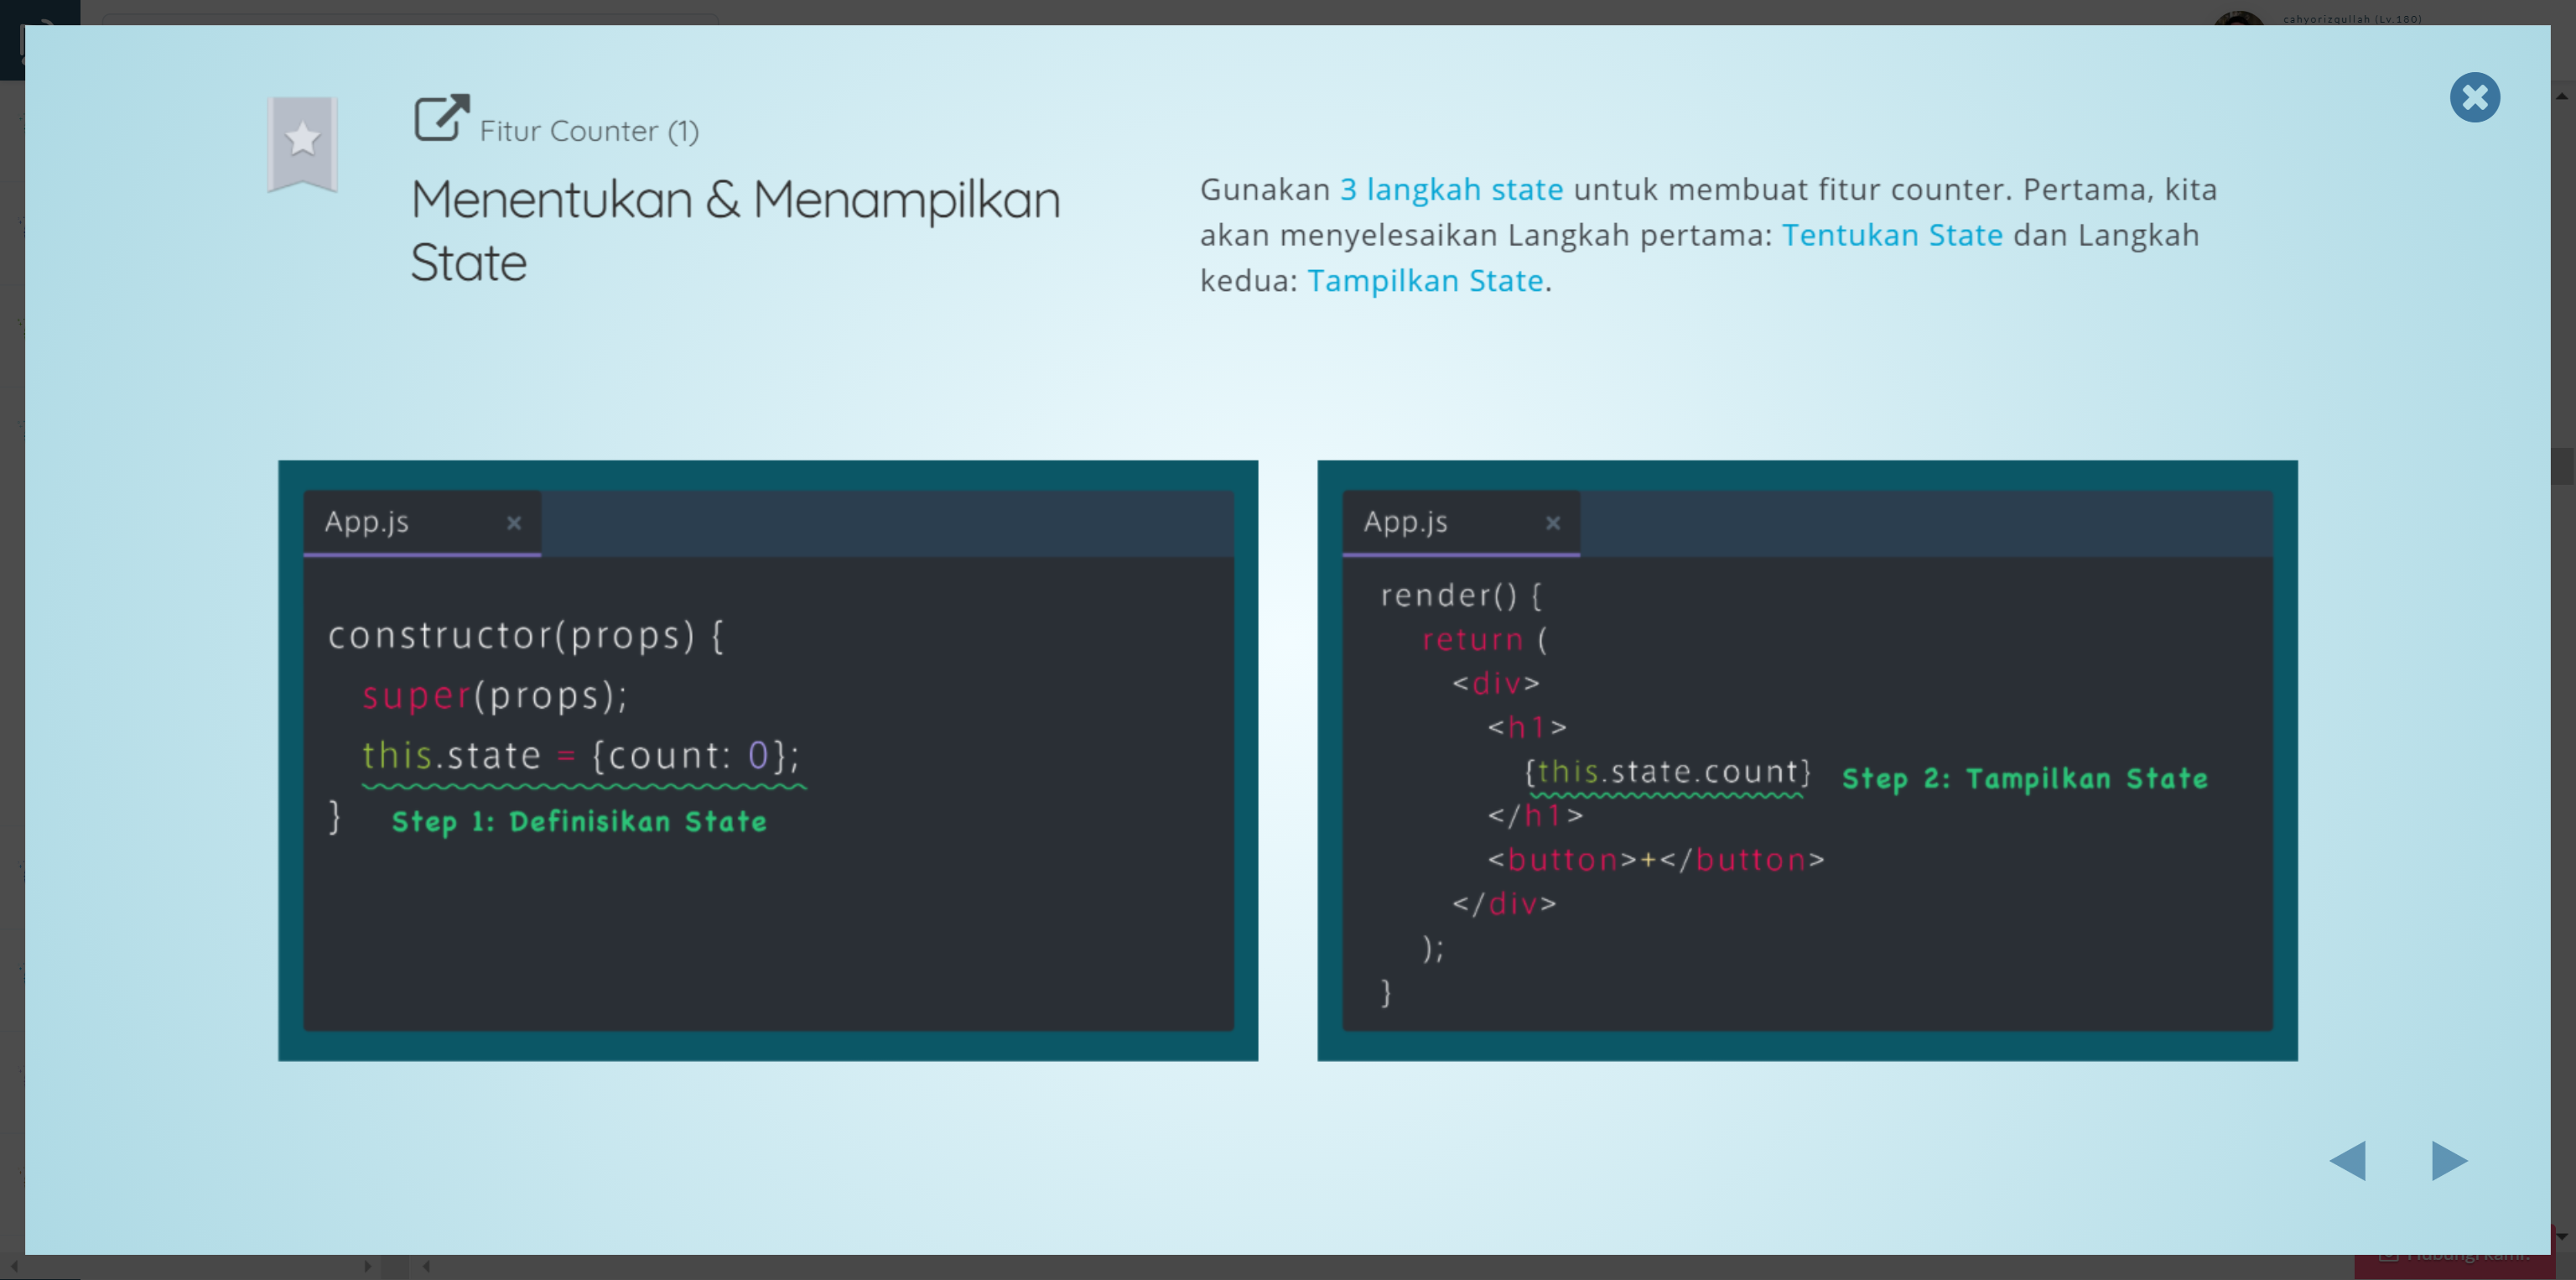 cahyorizqullah (Lv.180)
Fitur Counter (1)
Menentukan & Menampilkan
State
Gunakan 3 langkah state untuk membuat fitur counter. Pertama, kita
akan menyelesaikan Langkah pertama: Tentukan State dan Langkah
kedua: Tampilkan State.
App.js ×
constructor(props) {
super(props);
this.state = {count: 0};
} Step 1: Definisikan State
App.js ×
render() {
return (
<div>
<h1>
{this.state.count} Step 2: Tampilkan State
</h1>
<button>+</button>
</div>
);
}
Hubungi kami!